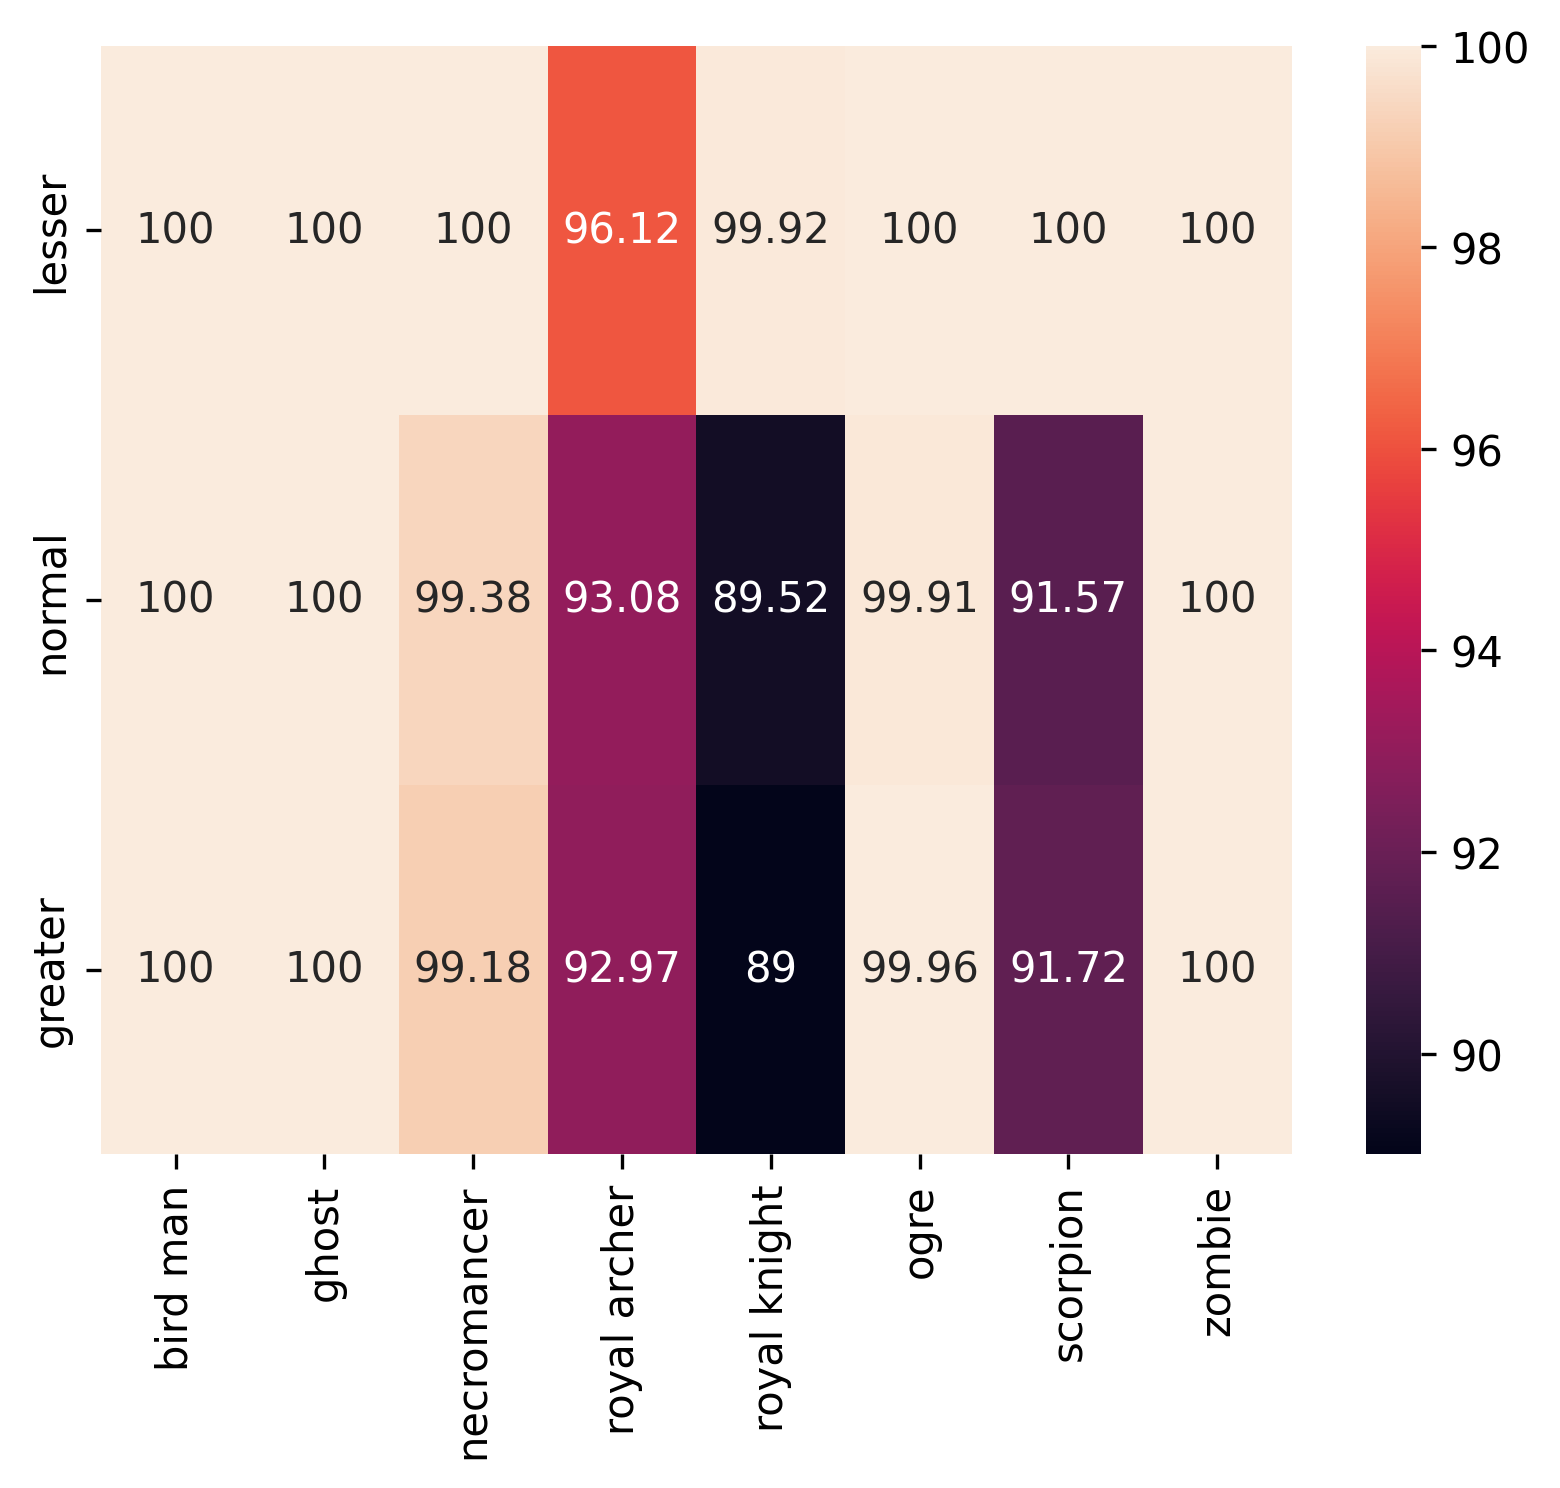 lesser 100 100 100 96.12 99.92 100 100 100
normal 100 100 99.38 93.08 89.52 99.91 91.57 100
greater 100 100 99.18 92.97 89 99.96 91.72 100
bird man ghost necromancer royal archer royal knight ogre scorpion zombie
100
98
96
94
92
90